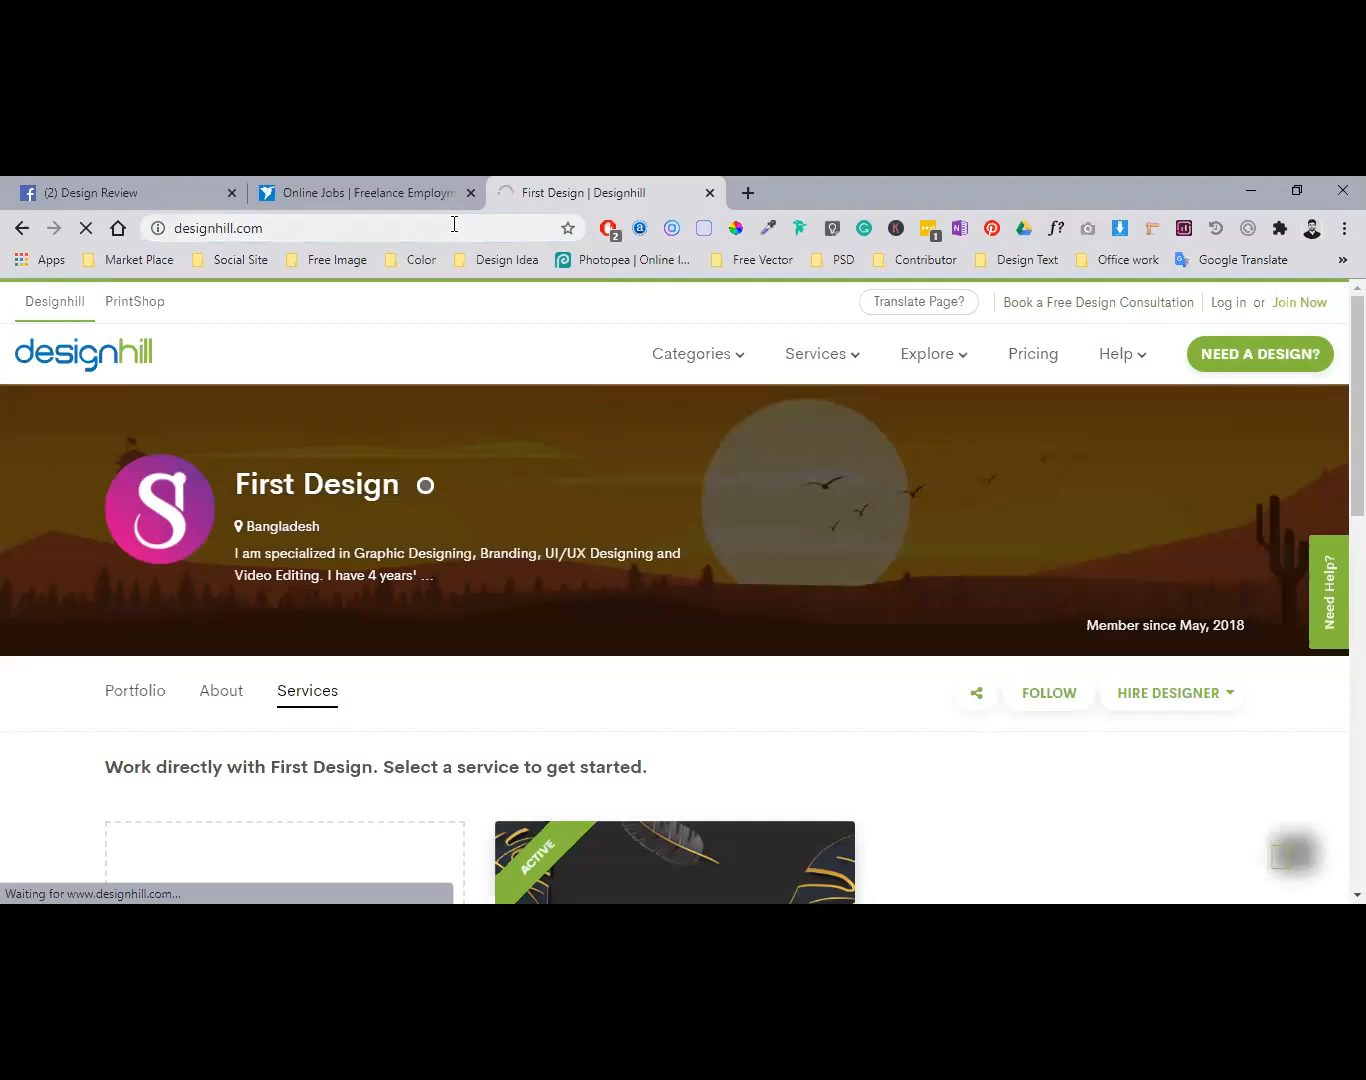 (2) Design Review
Online Jobs | Freelance Employm
First Design | Designhill
designhill.com
2
1
f?
Apps
Market Place
Social Site
Free Image
Color
Design Idea
Photopea | Online I...
Free Vector
PSD
Contributor
Design Text
Office work
Google Translate
»
Designhill
PrintShop
Translate Page?
Book a Free Design Consultation
Log in or Join Now
designhill
Categories
Services
Explore
Pricing
Help
NEED A DESIGN?
S
First Design
Bangladesh
I am specialized in Graphic Designing, Branding, UI/UX Designing and
Video Editing. I have 4 years' ...
Need Help?
Member since May, 2018
Portfolio
About
Services
FOLLOW
HIRE DESIGNER
Work directly with First Design. Select a service to get started.
ACTIVE
Waiting for www.designhill.com...